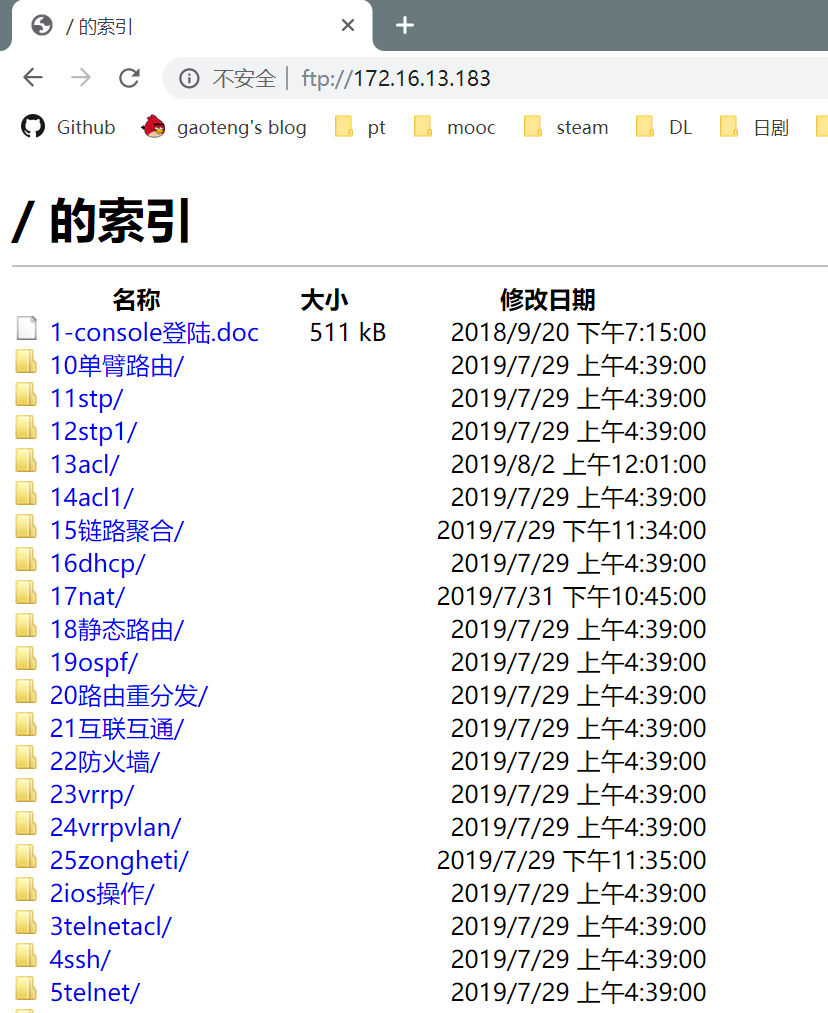 / 的索引
不安全 | ftp://172.16.13.183
Github gaoteng's blog pt mooc steam DL 日剧
/ 的索引
名称 大小 修改日期
1-console登陆.doc 511 kB 2018/9/20 下午7:15:00
10单臂路由/ 2019/7/29 上午4:39:00
11stp/ 2019/7/29 上午4:39:00
12stp1/ 2019/7/29 上午4:39:00
13acl/ 2019/8/2 上午12:01:00
14acl1/ 2019/7/29 上午4:39:00
15链路聚合/ 2019/7/29 下午11:34:00
16dhcp/ 2019/7/29 上午4:39:00
17nat/ 2019/7/31 下午10:45:00
18静态路由/ 2019/7/29 上午4:39:00
19ospf/ 2019/7/29 上午4:39:00
20路由重分发/ 2019/7/29 上午4:39:00
21互联互通/ 2019/7/29 上午4:39:00
22防火墙/ 2019/7/29 上午4:39:00
23vrrp/ 2019/7/29 上午4:39:00
24vrrpvlan/ 2019/7/29 上午4:39:00
25zongheti/ 2019/7/29 下午11:35:00
2ios操作/ 2019/7/29 上午4:39:00
3telnetacl/ 2019/7/29 上午4:39:00
4ssh/ 2019/7/29 上午4:39:00
5telnet/ 2019/7/29 上午4:39:00